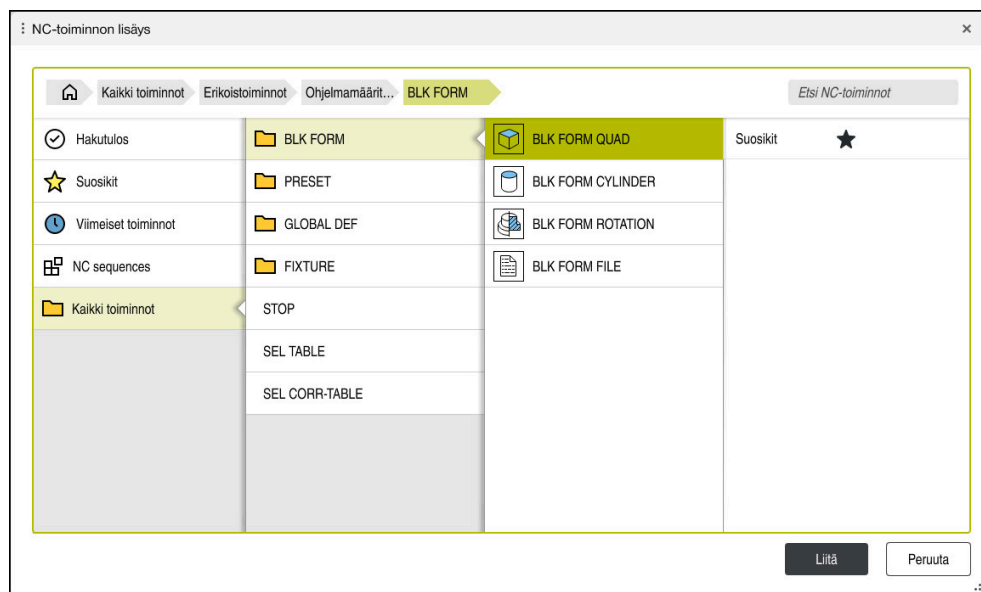 NC-toiminnon lisäys
Kaikki toiminnot Erikoistoiminnot Ohjelmamäärit... BLK FORM Etsi NC-toiminnot
Hakutulos BLK FORM BLK FORM QUAD Suosikit
Suosikit PRESET BLK FORM CYLINDER
Viimeiset toiminnot GLOBAL DEF BLK FORM ROTATION
NC sequences FIXTURE BLK FORM FILE
Kaikki toiminnot STOP
SEL TABLE
SEL CORR-TABLE
Liitä Peruuta